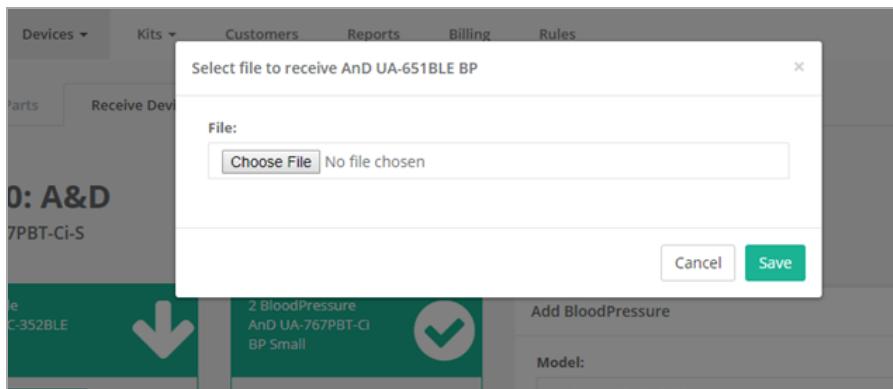 Devices Kits Customers Reports Billing Rules
Select file to receive AnD UA-651BLE BP ×
Parts Receive Devi
File:
Choose File No file chosen
0: A&D
7PBT-Ci-S
Cancel Save
le
C-352BLE
2 BloodPressure
AnD UA-767PBT-Ci
BP Small
Add BloodPressure
Model: